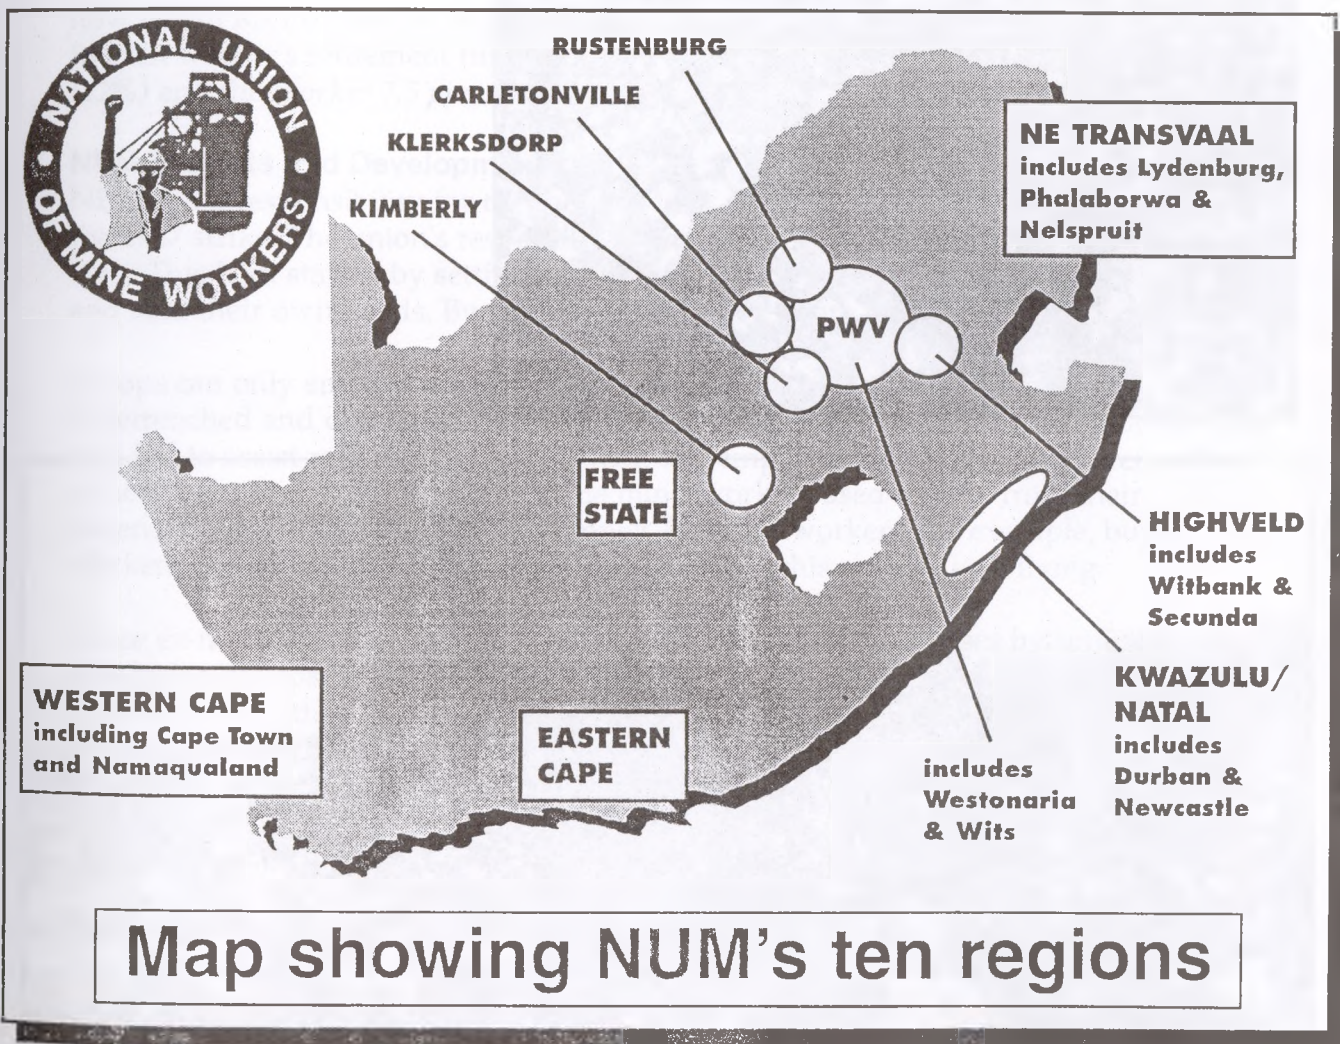 NATIONAL UNION
OF MINE WORKERS
RUSTENBURG
CARLETONVILLE
KLERKSDORP
KIMBERLY
NE TRANSVAAL
includes Lydenburg,
Phalaborwa &
Nelspruit
PWV
FREE
STATE
HIGHVELD
includes
Witbank &
Secunda
WESTERN CAPE
including Cape Town
and Namaqualand
EASTERN
CAPE
KWAZULU/
NATAL
includes
Durban &
Newcastle
includes
Westonaria
& Wits
Map showing NUM's ten regions